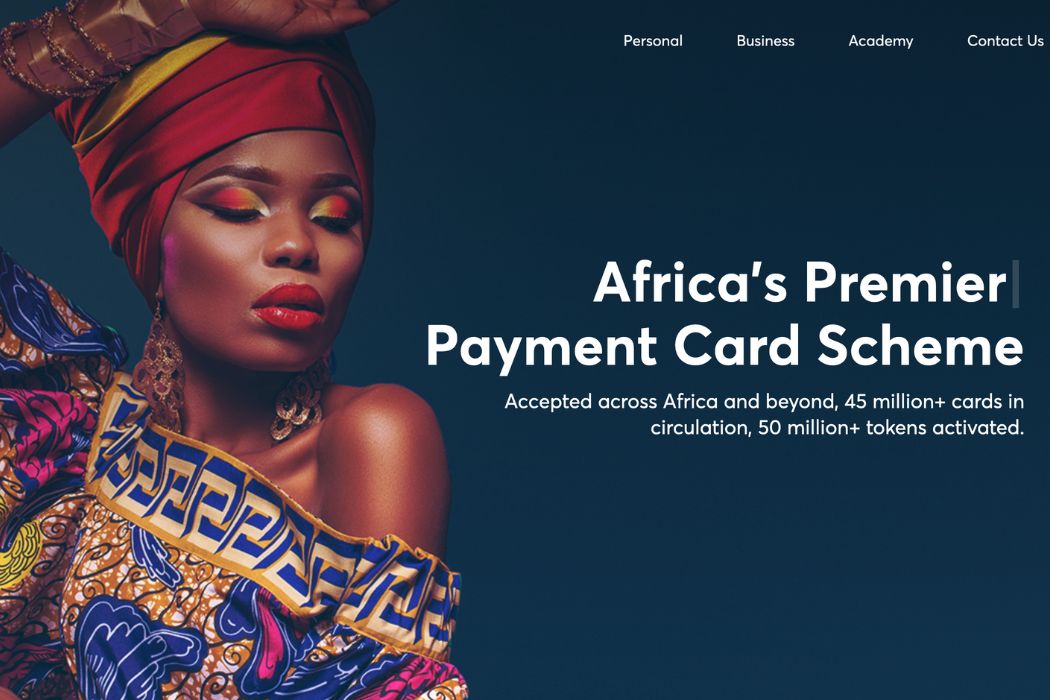 Personal Business Academy Contact Us
Africa's Premier
Payment Card Scheme
Accepted across Africa and beyond, 45 million+ cards in
circulation, 50 million+ tokens activated.